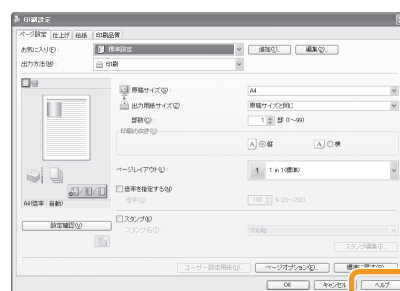 印刷設定
ページ設定 仕上げ 給紙 印刷品質
お気に入り(F): 標準設定 追加(1)... 編集(2)...
出力方法(M): 印刷
原稿サイズ(S): A4
出力用紙サイズ(Z): 原稿サイズと同じ
部数(C): 1 部 (1～99)
印刷の向き(Q)
A 縦 A 横
ページレイアウト(L): 1 1 in 1(標準)
倍率を指定する(N)
倍率(G): 100 % (25～200)
A4(倍率: 自動)
設定確認(V)
スタンプ(K)
スタンプ名(T): マル秘
スタンプ編集(J)...
ユーザー設定用紙(U)... ページオプション(E)... 標準に戻す(R)
OK キャンセル ヘルプ